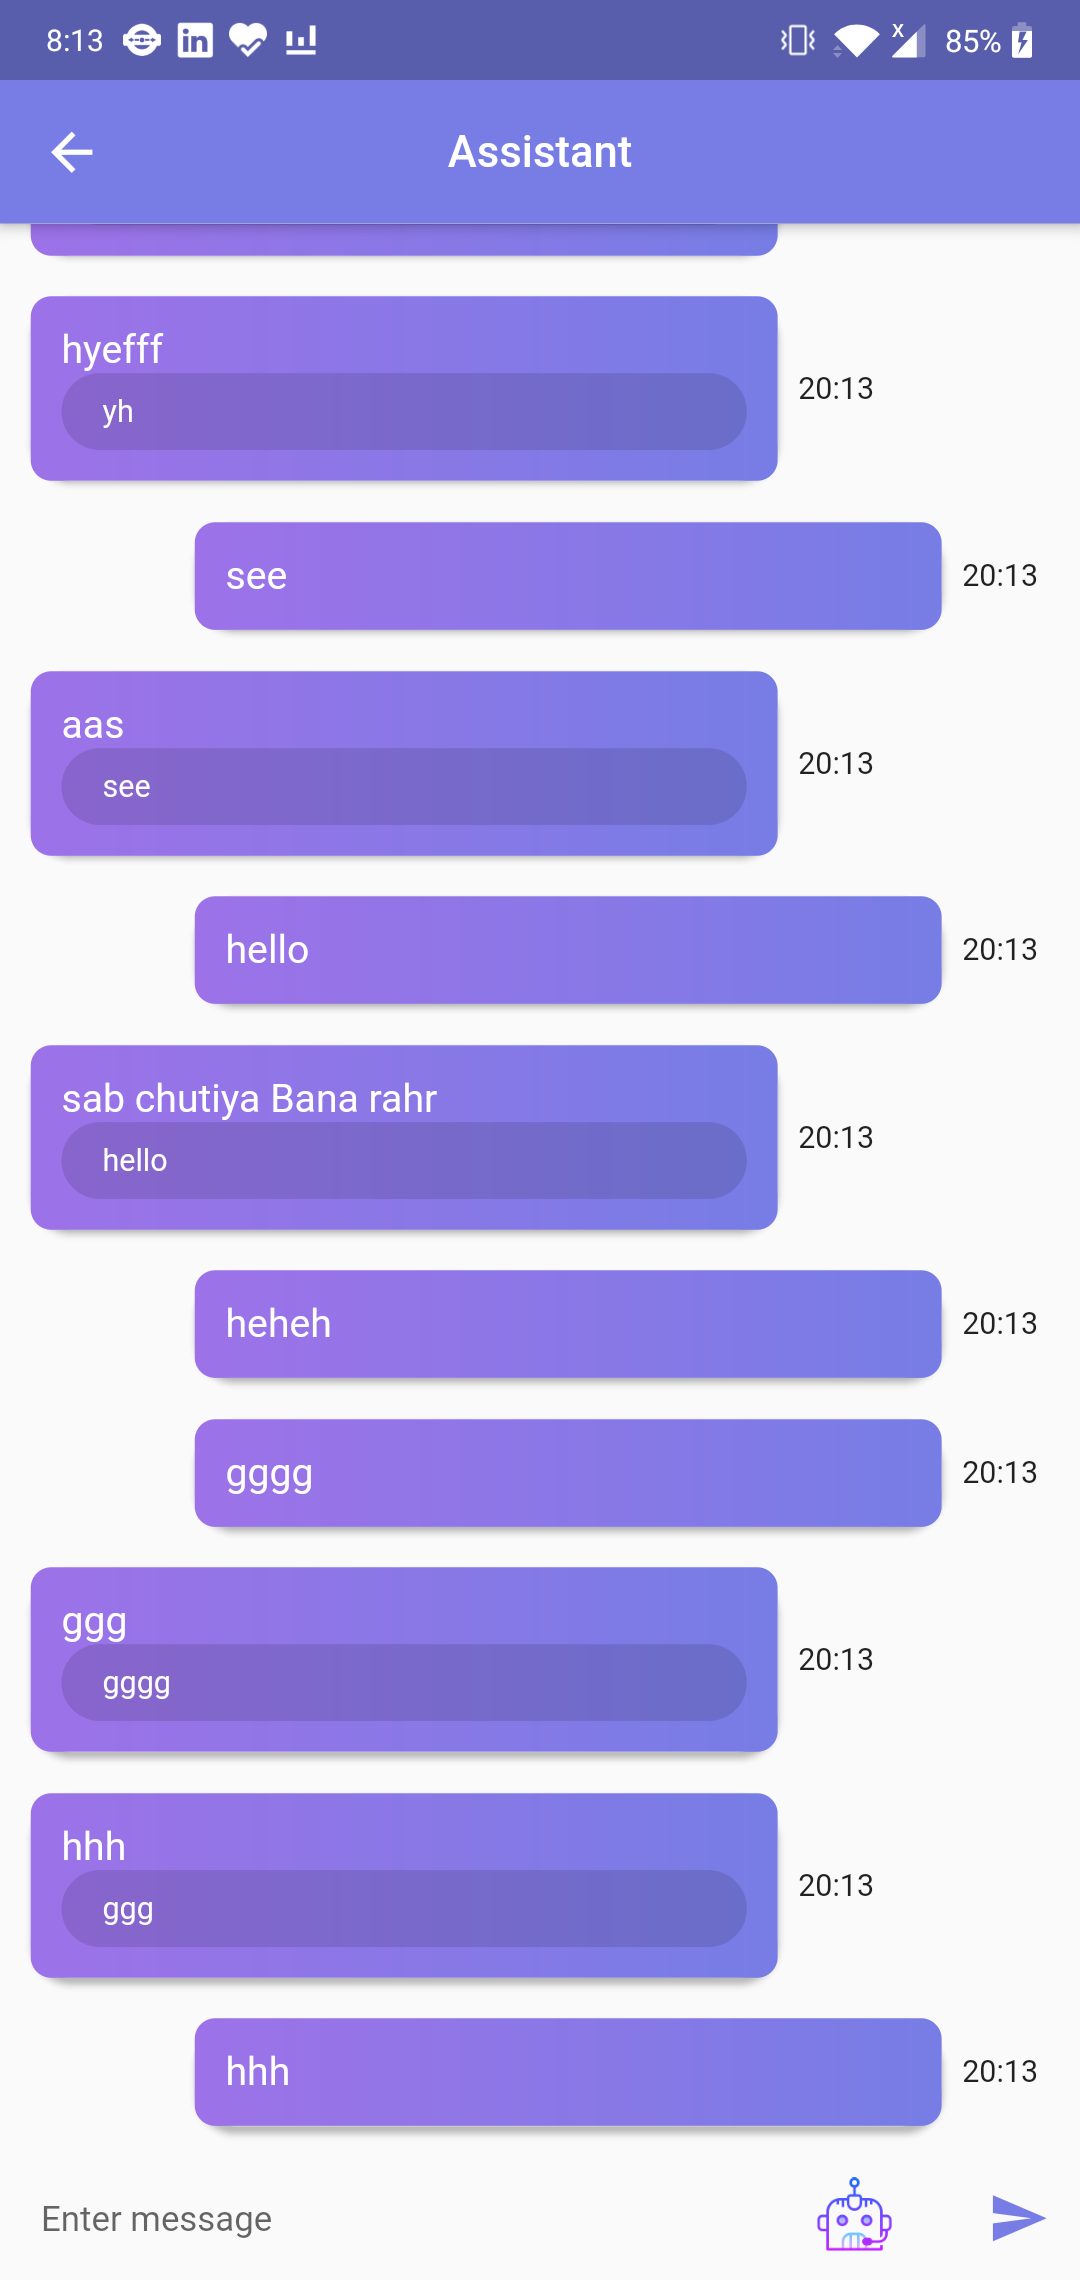 8:13
in
x
85%
Assistant
hyefff
yh
20:13
see
20:13
aas
see
20:13
hello
20:13
sab chutiya Bana rahr
hello
20:13
heheh
20:13
gggg
20:13
ggg
gggg
20:13
hhh
ggg
20:13
hhh
20:13
Enter message